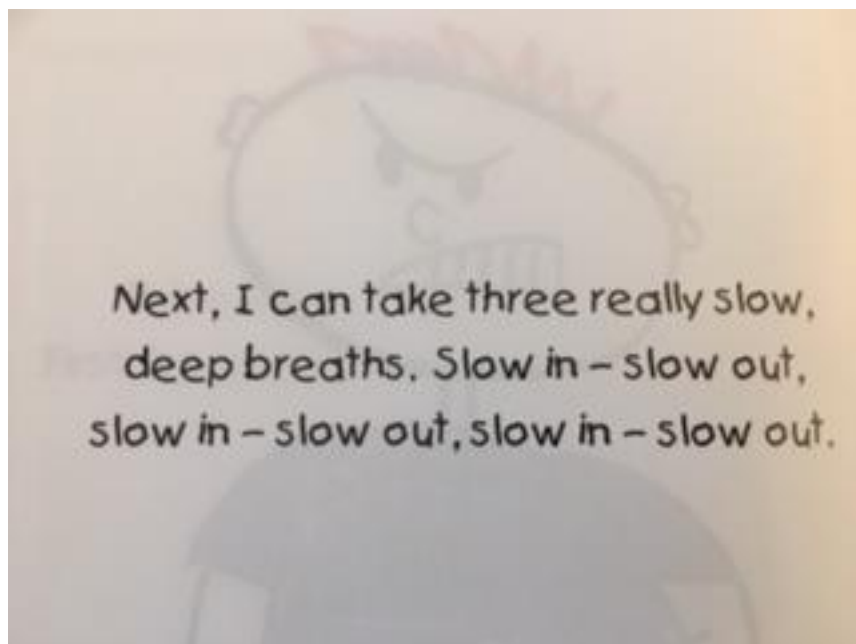 Next, I can take three really slow,
deep breaths. Slow in – slow out,
slow in – slow out, slow in – slow out.